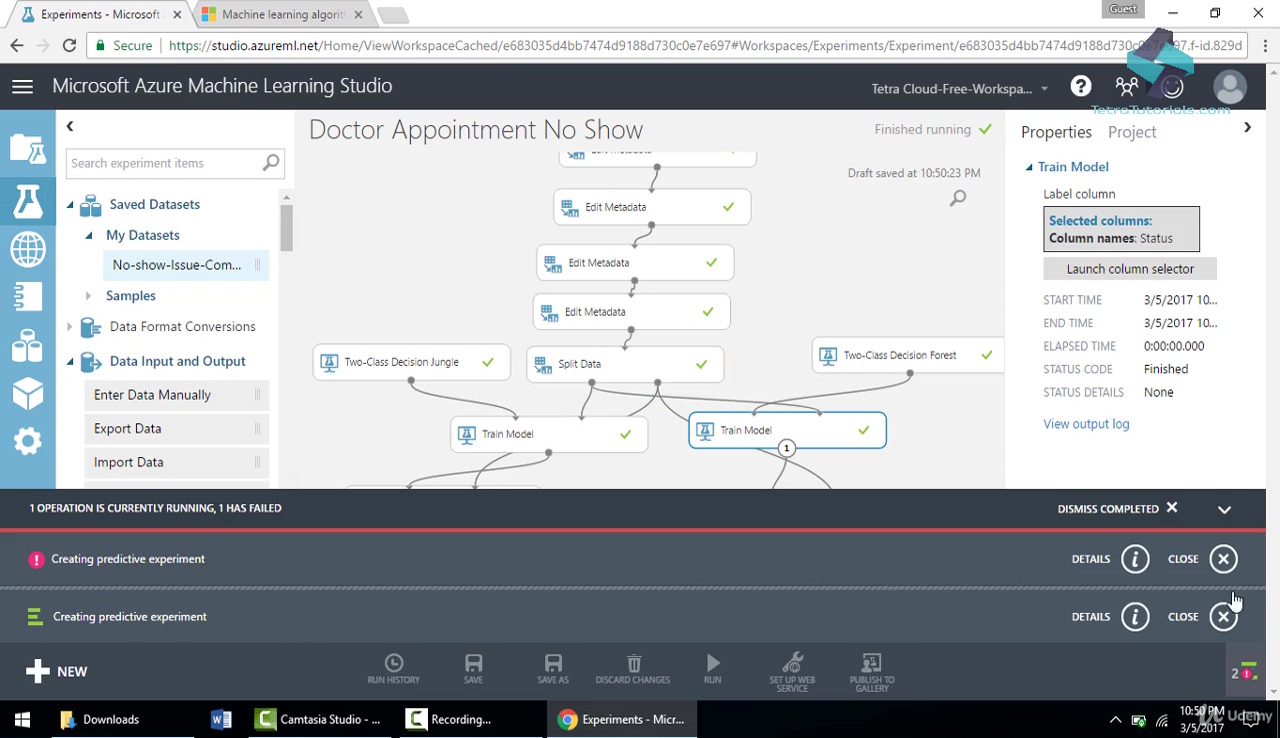 Experiments - Microsoft
Machine learning algorit
Guest
Secure
https://studio.azureml.net/Home/ViewWorkspaceCached/e683035d4bb7474d9188d730c0e7e697#Workspaces/Experiments/Experiment/e683035d4bb7474d9188d730c0e7e697.f-id.829d
Microsoft Azure Machine Learning Studio
Tetra Cloud-Free-Workspa...
TetraTutorials.com
Search experiment items
Saved Datasets
My Datasets
No-show-Issue-Com...
Samples
Data Format Conversions
Data Input and Output
Enter Data Manually
Export Data
Import Data
Doctor Appointment No Show
Finished running
Draft saved at 10:50:23 PM
Edit Metadata
Edit Metadata
Edit Metadata
Edit Metadata
Two-Class Decision Jungle
Split Data
Two-Class Decision Forest
Train Model
Train Model
1
Properties
Project
Train Model
Label column
Selected columns:
Column names: Status
Launch column selector
START TIME 3/5/2017 10...
END TIME 3/5/2017 10...
ELAPSED TIME 0:00:00.000
STATUS CODE Finished
STATUS DETAILS None
View output log
1 OPERATION IS CURRENTLY RUNNING, 1 HAS FAILED
DISMISS COMPLETED
Creating predictive experiment
DETAILS
CLOSE
Creating predictive experiment
DETAILS
CLOSE
NEW
RUN HISTORY
SAVE
SAVE AS
DISCARD CHANGES
RUN
SET UP WEB
SERVICE
PUBLISH TO
GALLERY
2
Downloads
Camtasia Studio - ...
Recording...
Experiments - Micr...
10:50 PM
3/5/2017
Udemy